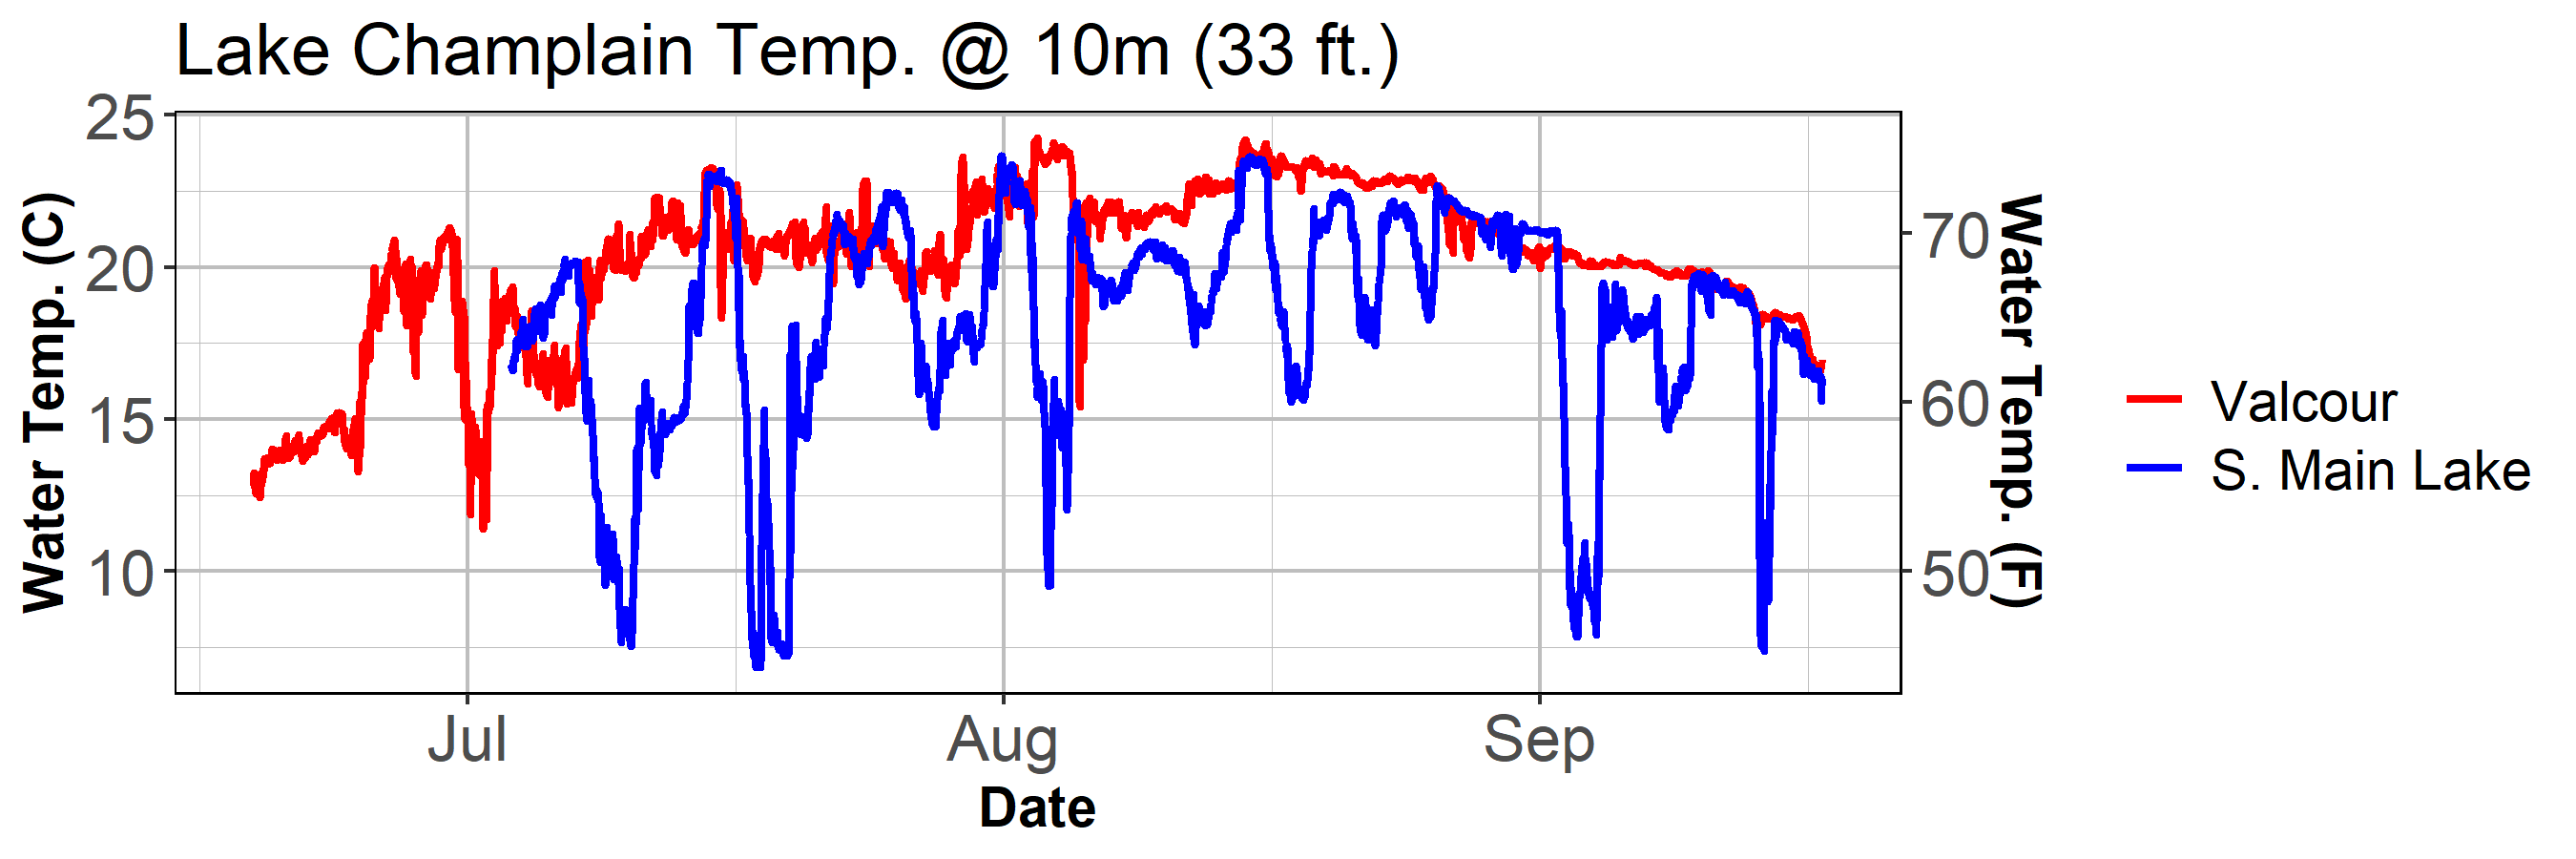 Lake Champlain Temp. @ 10m (33 ft.)
25
20
15
10
Water Temp. (C)
70
60
50
Water Temp. (F)
Jul
Aug
Sep
Date
Valcour
S. Main Lake